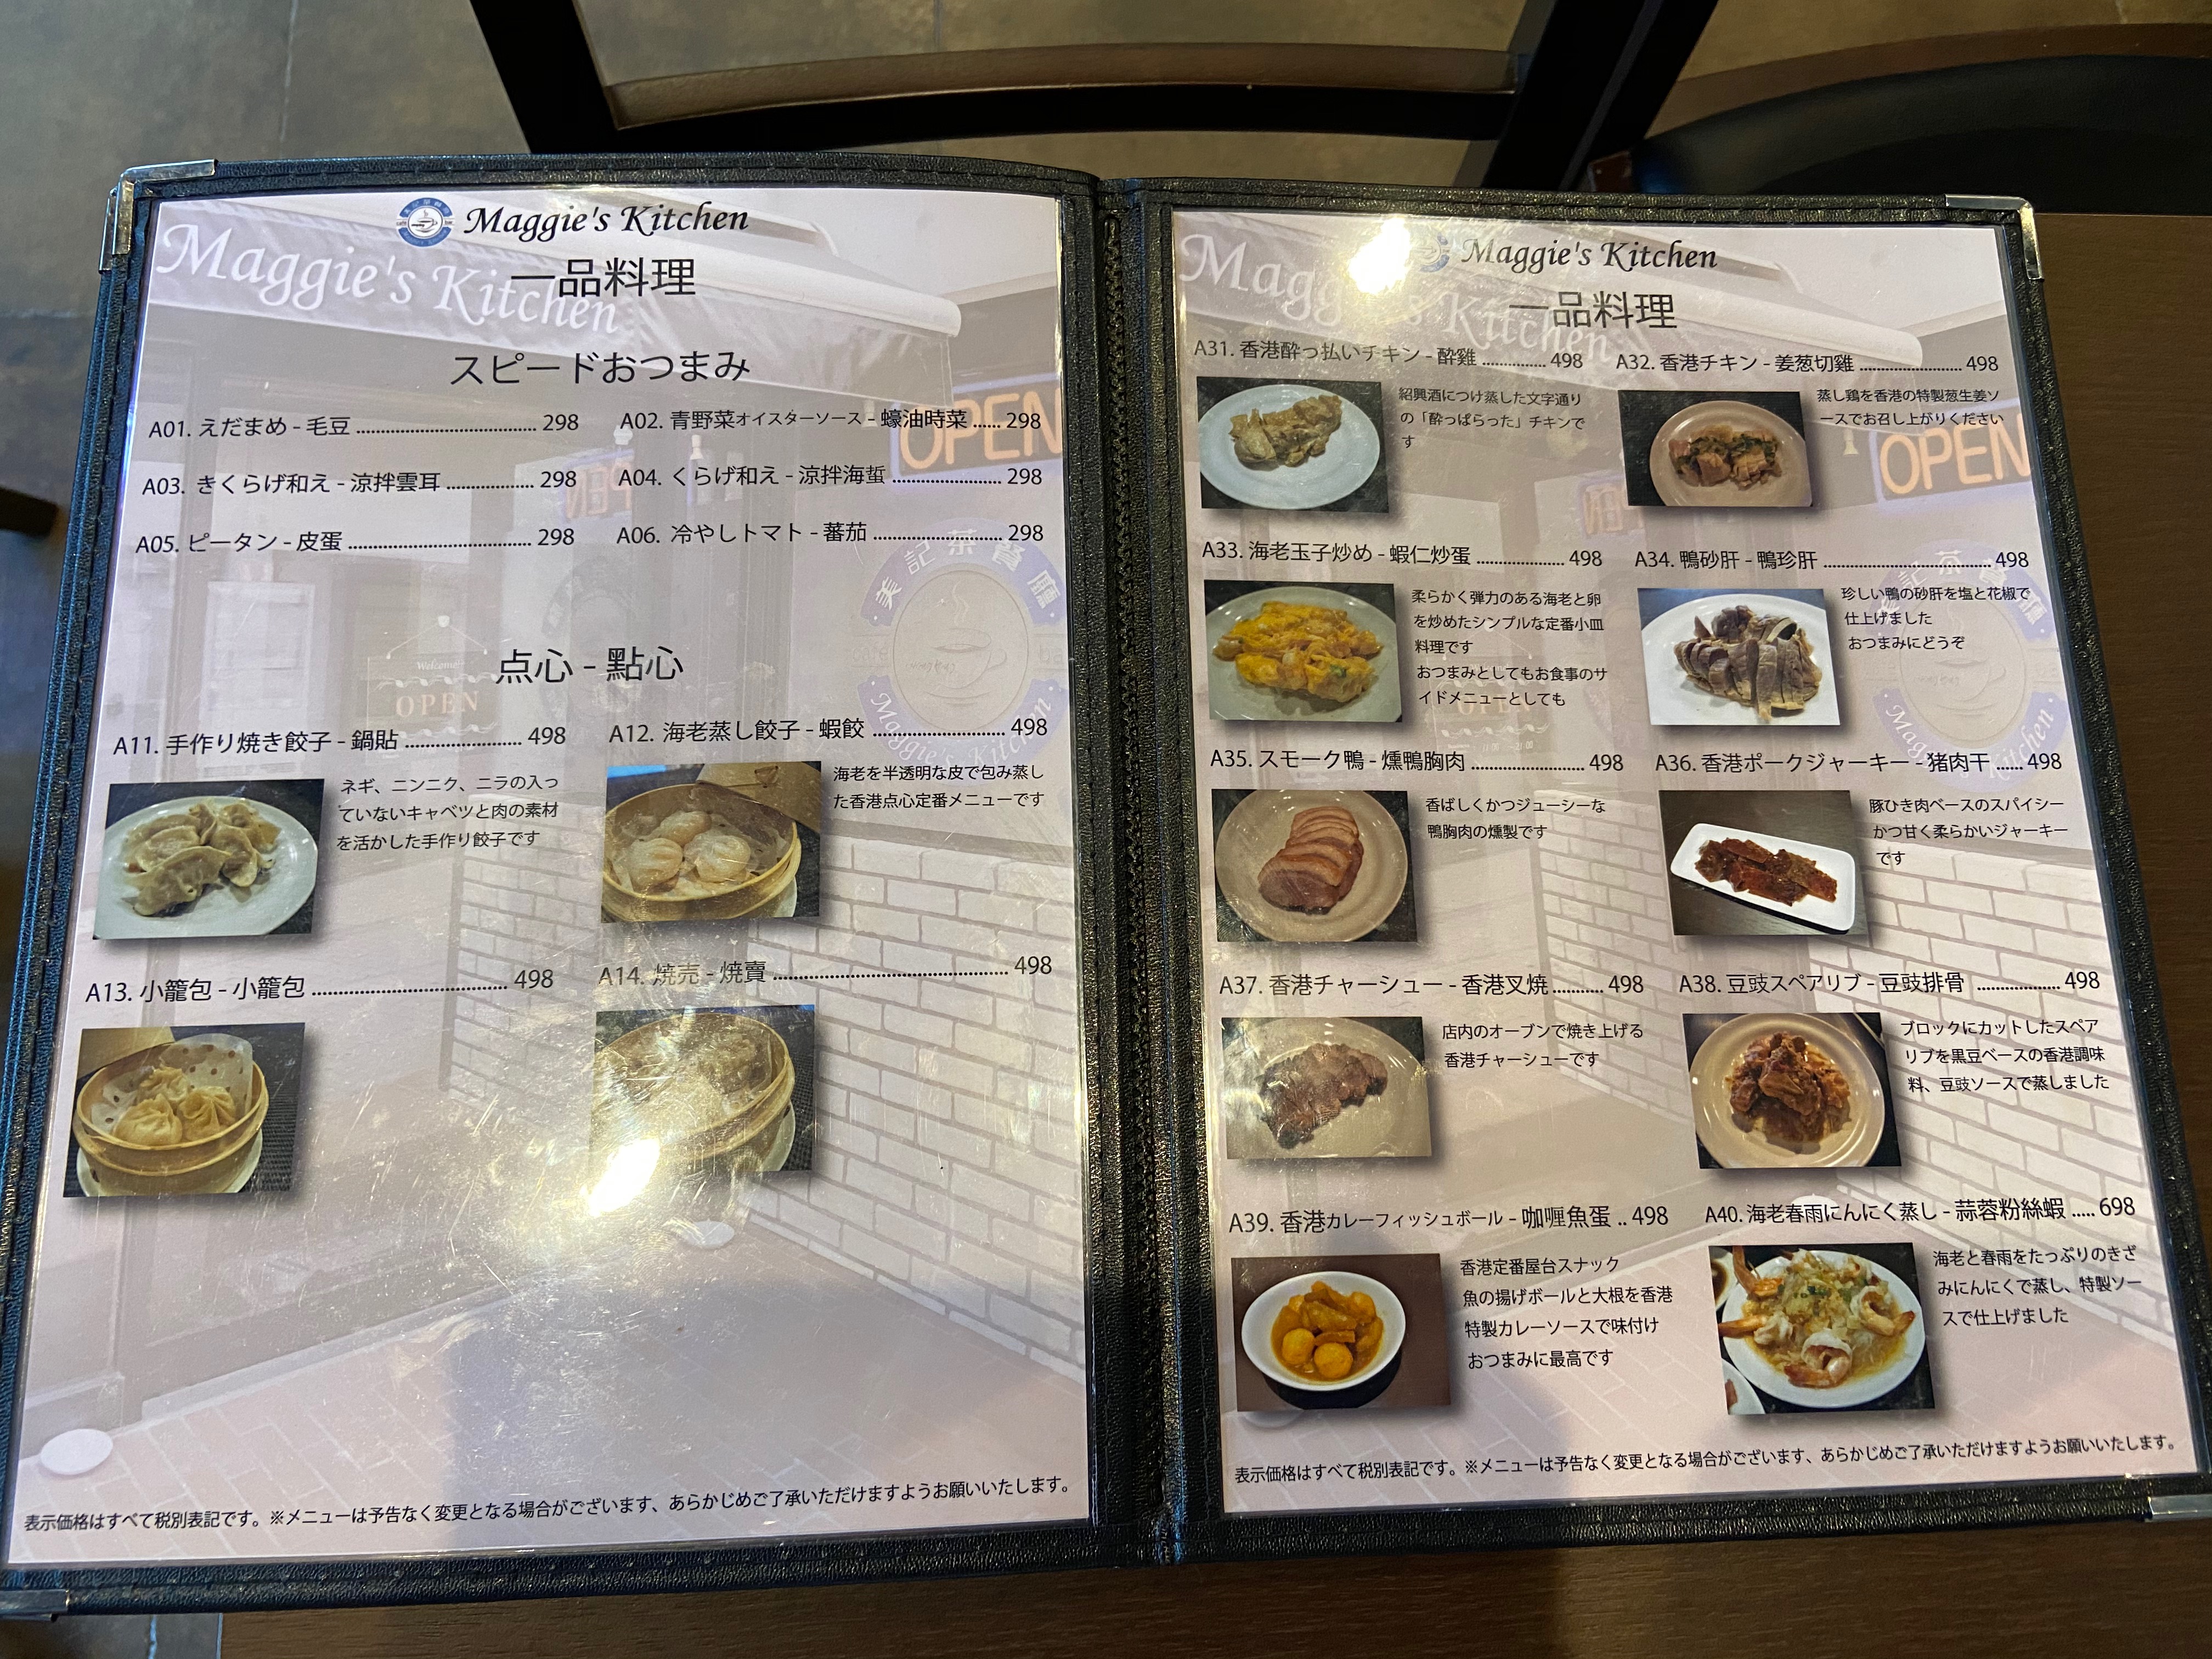 Maggie's Kitchen
Maggie's Kitchen
一品料理
スピードおつまみ
A01. えだまめ - 毛豆 298
A02. 青野菜オイスターソース - 蠔油時菜 298
A03. きくらげ和え - 涼拌雲耳 298
A04. くらげ和え - 涼拌海蜇 298
A05. ピータン - 皮蛋 298
A06. 冷やしトマト - 蕃茄 298
OPEN
美記茶餐廳
Maggie's Kitchen
Welcome
OPEN
点心 - 點心
A11. 手作り焼き餃子 - 鍋貼 498
ネギ、ニンニク、ニラの入っ
ていないキャベツと肉の素材
を活かした手作り餃子です
A12. 海老蒸し餃子 - 蝦餃 498
海老を半透明な皮で包み蒸し
た香港点心定番メニューです
A13. 小籠包 - 小籠包 498
A14. 焼売 - 焼賣 498
表示価格はすべて税別表記です。※メニューは予告なく変更となる場合がございます、あらかじめご了承いただけますようお願いいたします。
Maggie's Kitchen
Maggie's Kitchen
一品料理
A31. 香港酔っ払いチキン - 酔雞 498
紹興酒につけ蒸した文字通り
の「酔っぱらった」チキンで
す
A32. 香港チキン - 姜葱切雞 498
蒸し鶏を香港の特製葱生姜ソ
ースでお召し上がりください
OPEN
A33. 海老玉子炒め - 蝦仁炒蛋 498
柔らかく弾力のある海老と卵
を炒めたシンプルな定番小皿
料理です
おつまみとしてもお食事のサ
イドメニューとしても
A34. 鴨砂肝 - 鴨珍肝 498
珍しい鴨の砂肝を塩と花椒で
仕上げました
おつまみにどうぞ
A35. スモーク鴨 - 燻鴨胸肉 498
香ばしくかつジューシーな
鴨胸肉の燻製です
A36. 香港ポークジャーキー - 猪肉干 498
豚ひき肉ベースのスパイシー
かつ甘く柔らかいジャーキー
です
A37. 香港チャーシュー - 香港叉焼 498
店内のオーブンで焼き上げる
香港チャーシューです
A38. 豆豉スペアリブ - 豆豉排骨 498
ブロックにカットしたスペア
リブを黒豆ベースの香港調味
料、豆豉ソースで蒸しました
A39. 香港カレーフィッシュボール - 咖喱魚蛋 498
香港定番屋台スナック
魚の揚げボールと大根を香港
特製カレーソースで味付け
おつまみに最高です
A40. 海老春雨にんにく蒸し - 蒜蓉粉絲蝦 698
海老と春雨をたっぷりのきざ
みにんにくで蒸し、特製ソー
スで仕上げました
表示価格はすべて税別表記です。※メニューは予告なく変更となる場合がございます、あらかじめご了承いただけますようお願いいたします。